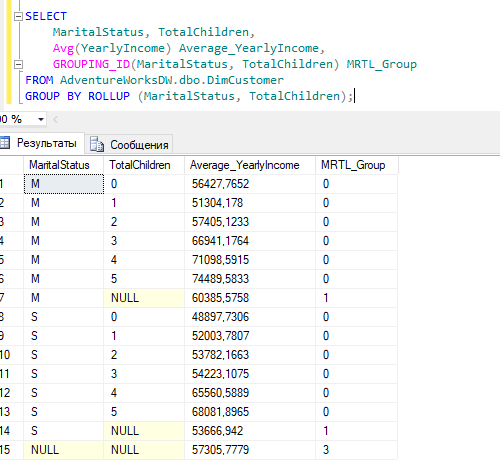 SELECT
MaritalStatus, TotalChildren,
Avg(YearlyIncome) Average_YearlyIncome,
GROUPING_ID(MaritalStatus, TotalChildren) MRTL_Group
FROM AdventureWorksDW.dbo.DimCustomer
GROUP BY ROLLUP (MaritalStatus, TotalChildren);
00 %
Результаты Сообщения
MaritalStatus TotalChildren Average_YearlyIncome MRTL_Group
1 M 0 56427,7652 0
2 M 1 51304,178 0
3 M 2 57405,1233 0
4 M 3 66941,1764 0
5 M 4 71098,5915 0
6 M 5 74489,5833 0
7 M NULL 60385,5758 1
8 S 0 48897,7306 0
9 S 1 52003,7807 0
10 S 2 53782,1663 0
11 S 3 54223,1075 0
12 S 4 65560,5889 0
13 S 5 68081,8965 0
14 S NULL 53666,942 1
15 NULL NULL 57305,7779 3